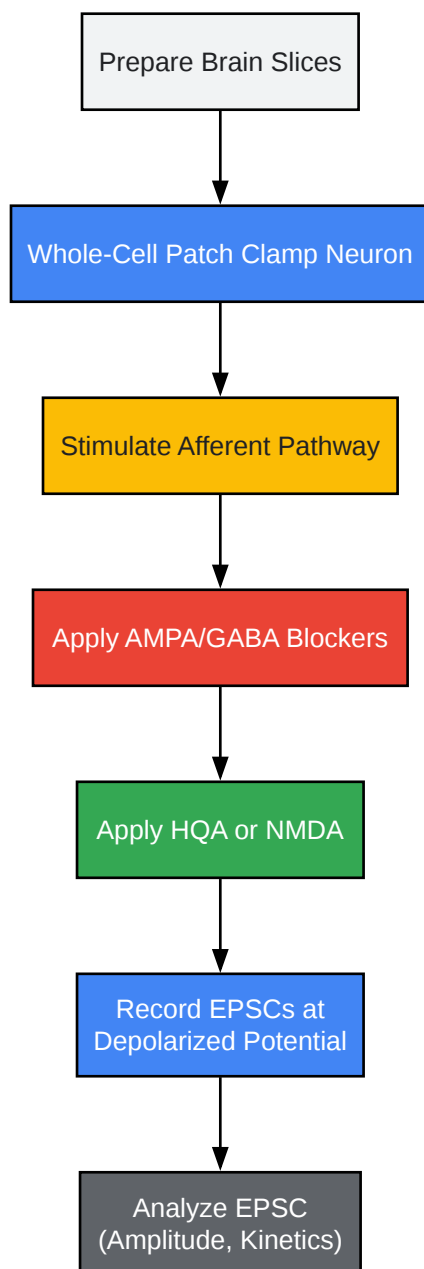 Prepare Brain Slices
Whole-Cell Patch Clamp Neuron
Stimulate Afferent Pathway
Apply AMPA/GABA Blockers
Apply HQA or NMDA
Record EPSCs at
Depolarized Potential
Analyze EPSC
(Amplitude, Kinetics)